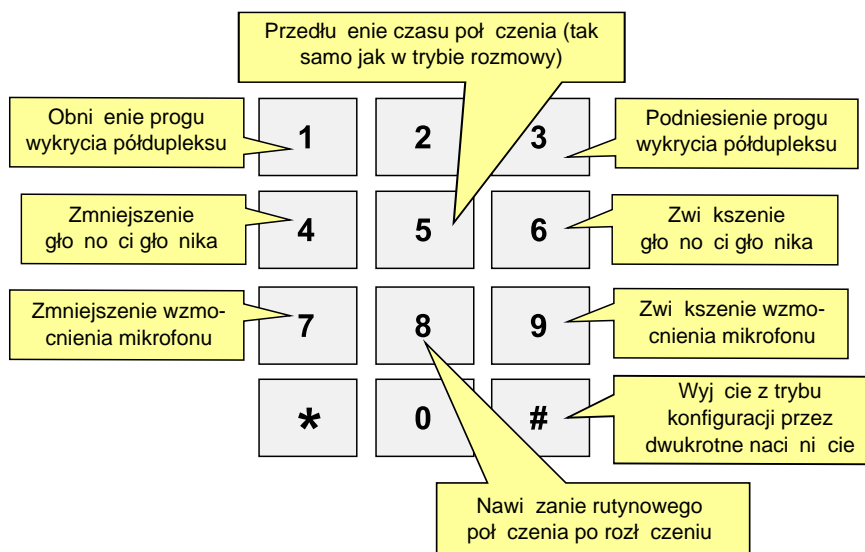 Przedłu enie czasu poł czenia (tak
samo jak w trybie rozmowy)
Obni enie progu
wykrycia półdupleksu
1
2
3
Podniesienie progu
wykrycia półdupleksu
Zmniejszenie
gło no ci gło nika
4
5
6
Zwi kszenie
gło no ci gło nika
Zmniejszenie wzmo-
cnienia mikrofonu
7
8
9
Zwi kszenie wzmo-
cnienia mikrofonu
*
0
#
Wyj cie z trybu
konfiguracji przez
dwukrotne naci ni cie
Nawi zanie rutynowego
poł czenia po rozł czeniu